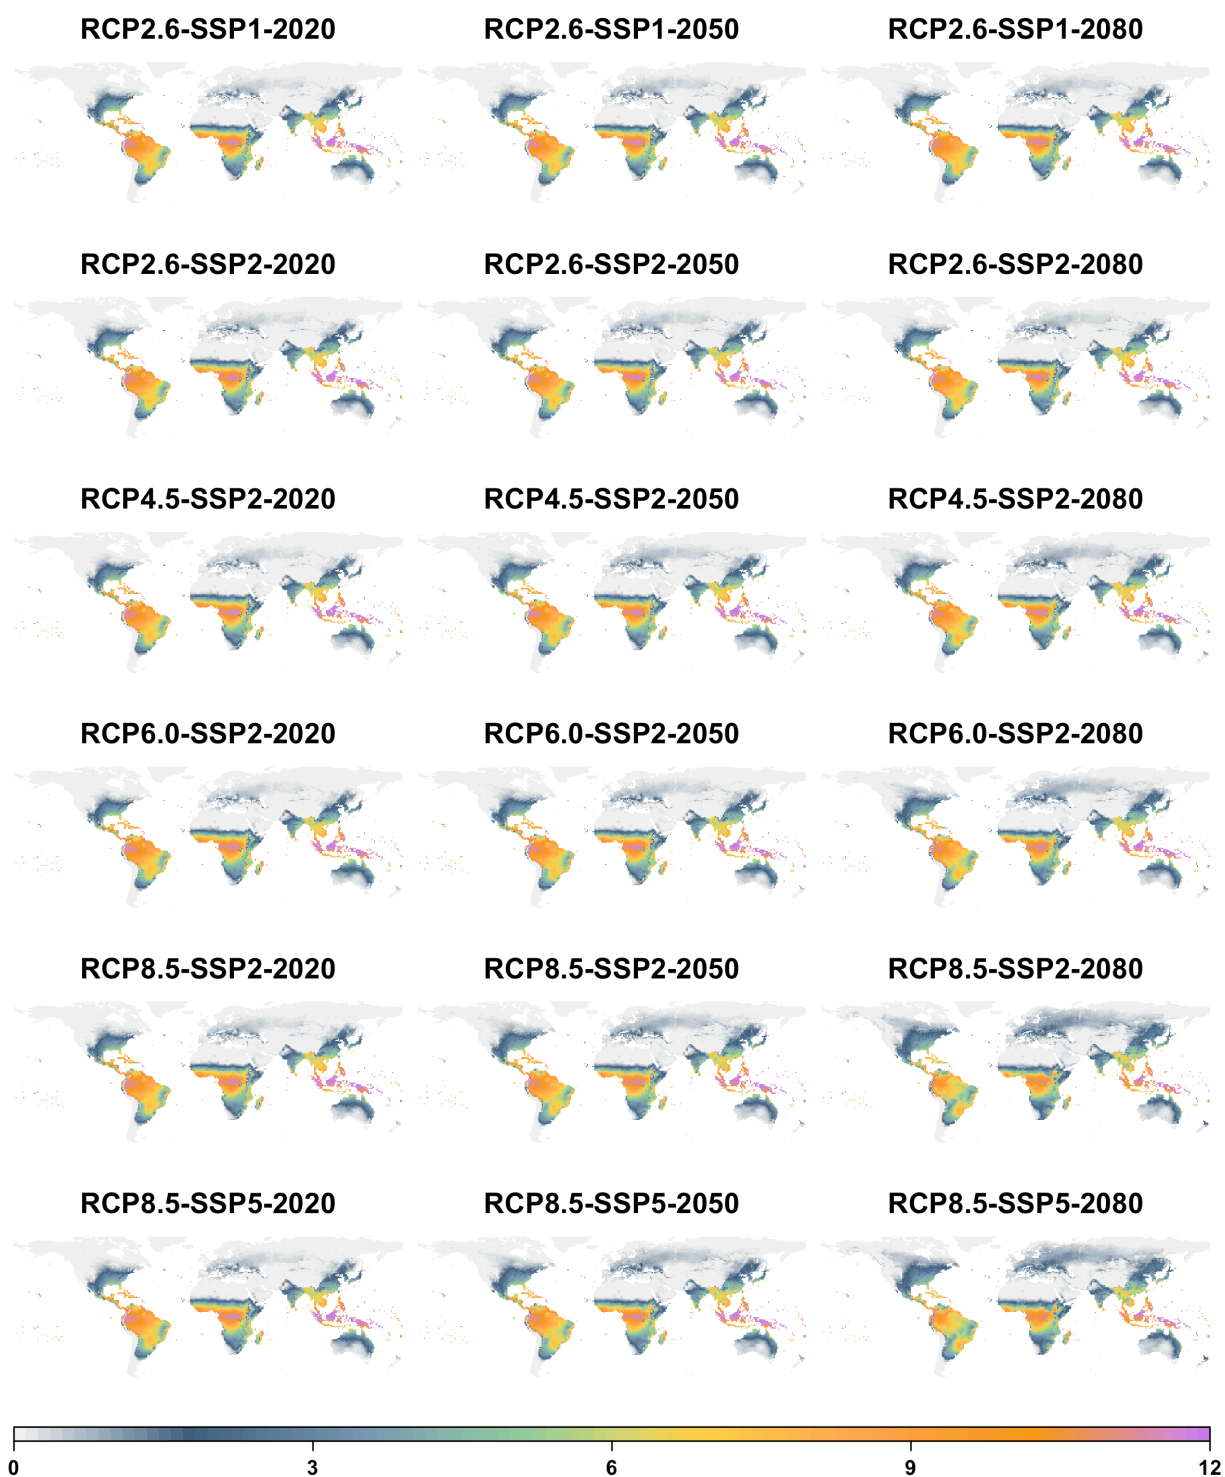 RCP2.6-SSP1-2020 RCP2.6-SSP1-2050 RCP2.6-SSP1-2080
RCP2.6-SSP2-2020 RCP2.6-SSP2-2050 RCP2.6-SSP2-2080
RCP4.5-SSP2-2020 RCP4.5-SSP2-2050 RCP4.5-SSP2-2080
RCP6.0-SSP2-2020 RCP6.0-SSP2-2050 RCP6.0-SSP2-2080
RCP8.5-SSP2-2020 RCP8.5-SSP2-2050 RCP8.5-SSP2-2080
RCP8.5-SSP5-2020 RCP8.5-SSP5-2050 RCP8.5-SSP5-2080
0 3 6 9 12